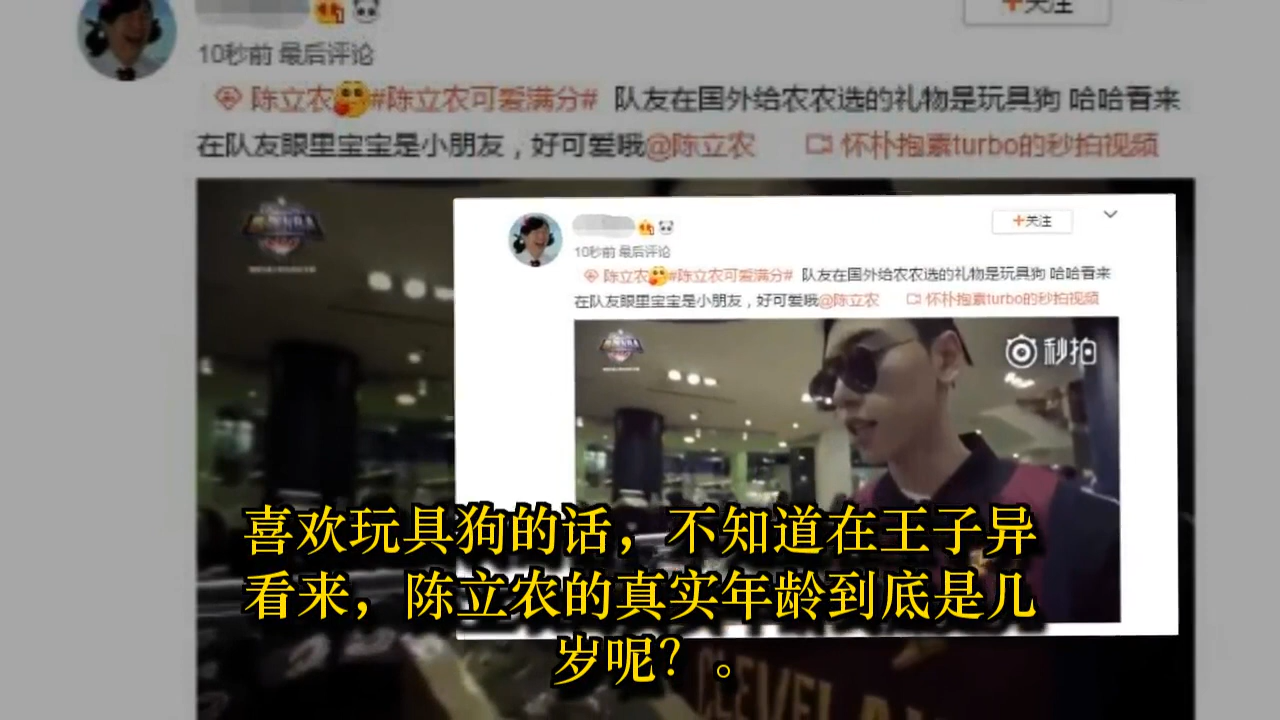 +关注
10秒前 最后评论
陈立农#陈立农可爱满分# 队友在国外给农农选的礼物是玩具狗 哈哈看来
在队友眼里宝宝是小朋友，好可爱哦@陈立农 怀朴抱素turbo的秒拍视频
+关注
10秒前 最后评论
陈立农#陈立农可爱满分# 队友在国外给农农选的礼物是玩具狗 哈哈看来
在队友眼里宝宝是小朋友，好可爱哦@陈立农 怀朴抱素turbo的秒拍视频
秒拍
喜欢玩具狗的话，不知道在王子异
看来，陈立农的真实年龄到底是几
岁呢？。